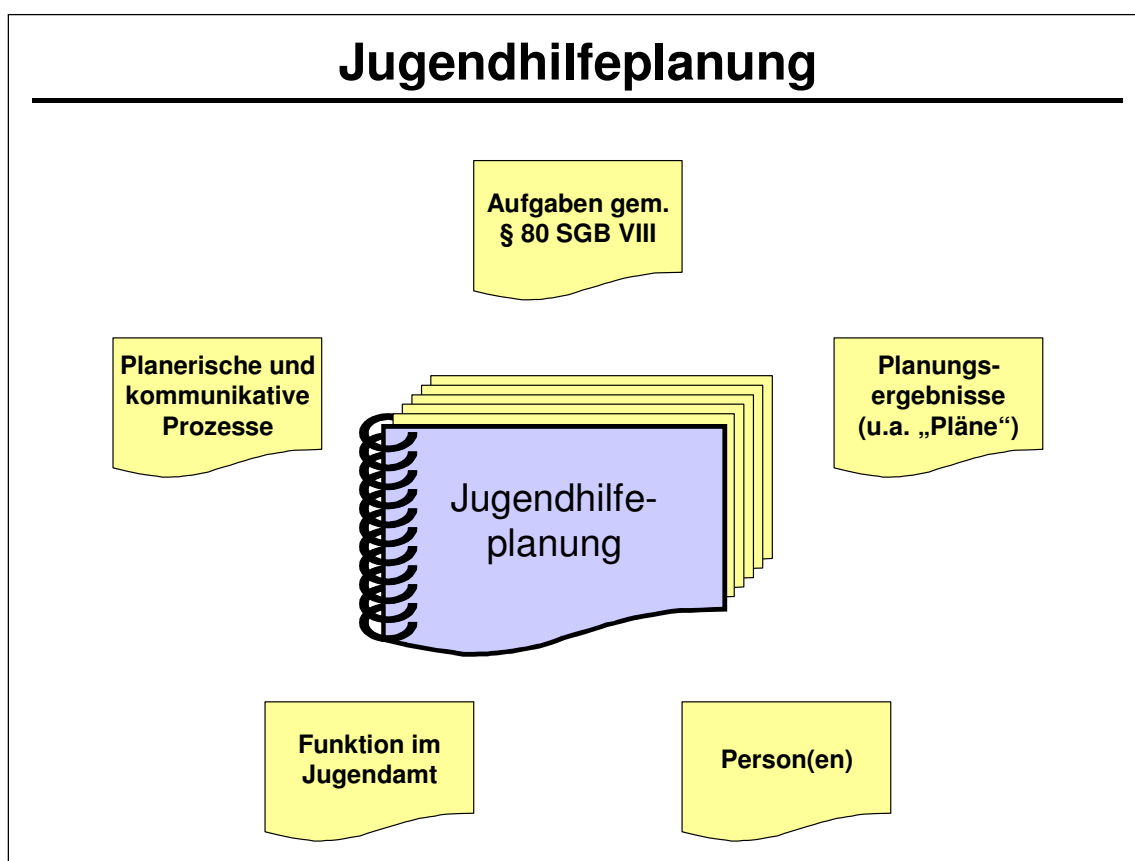 Jugendhilfeplanung
Aufgaben gem.
§ 80 SGB VIII
Planerische und
kommunikative
Prozesse
Planungs-
ergebnisse
(u.a. „Pläne“)
Jugendhilfe-
planung
Funktion im
Jugendamt
Person(en)